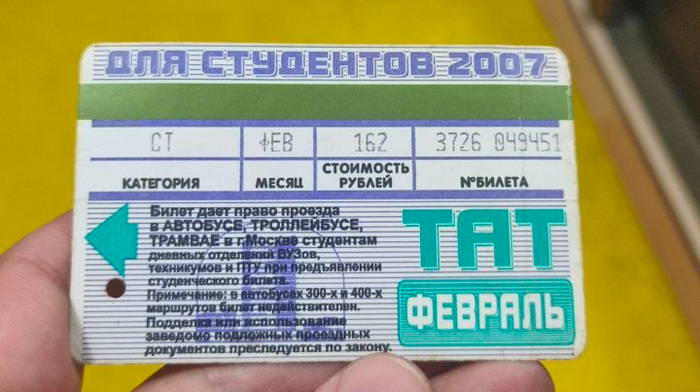 ДЛЯ СТУДЕНТОВ 2007
СТ ФЕВ 162 3726 049451
КАТЕГОРИЯ МЕСЯЦ СТОИМОСТЬ РУБЛЕЙ №БИЛЕТА
Билет дает право проезда
в АВТОБУСЕ, ТРОЛЛЕЙБУСЕ,
ТРАМВАЕ в г.Москве студентам
дневных отделений ВУЗов,
техникумов и ПТУ при предъявлении
студенческого билета.
Примечание: в автобусах 300-х и 400-х
маршрутов билет недействителен.
Подделка или использование
заведомо подложных проездных
документов преследуется по закону.
ТАТ
ФЕВРАЛЬ